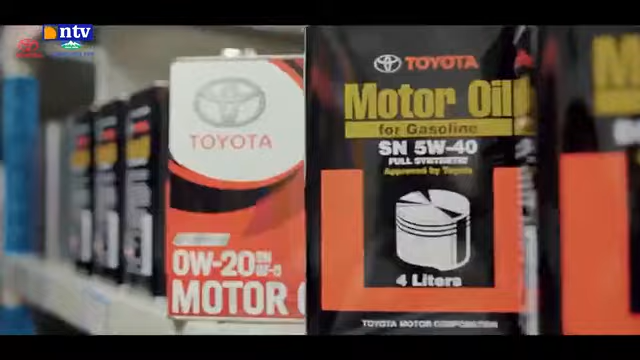 ntv
TOYOTA
0W-20 SN
MOTOR
TOYOTA
Motor Oil
for Gasoline
SN 5W-40
FULL SYNTHETIC
Approved by Toyota
4 Liters
TOYOTA MOTOR CORPORATION